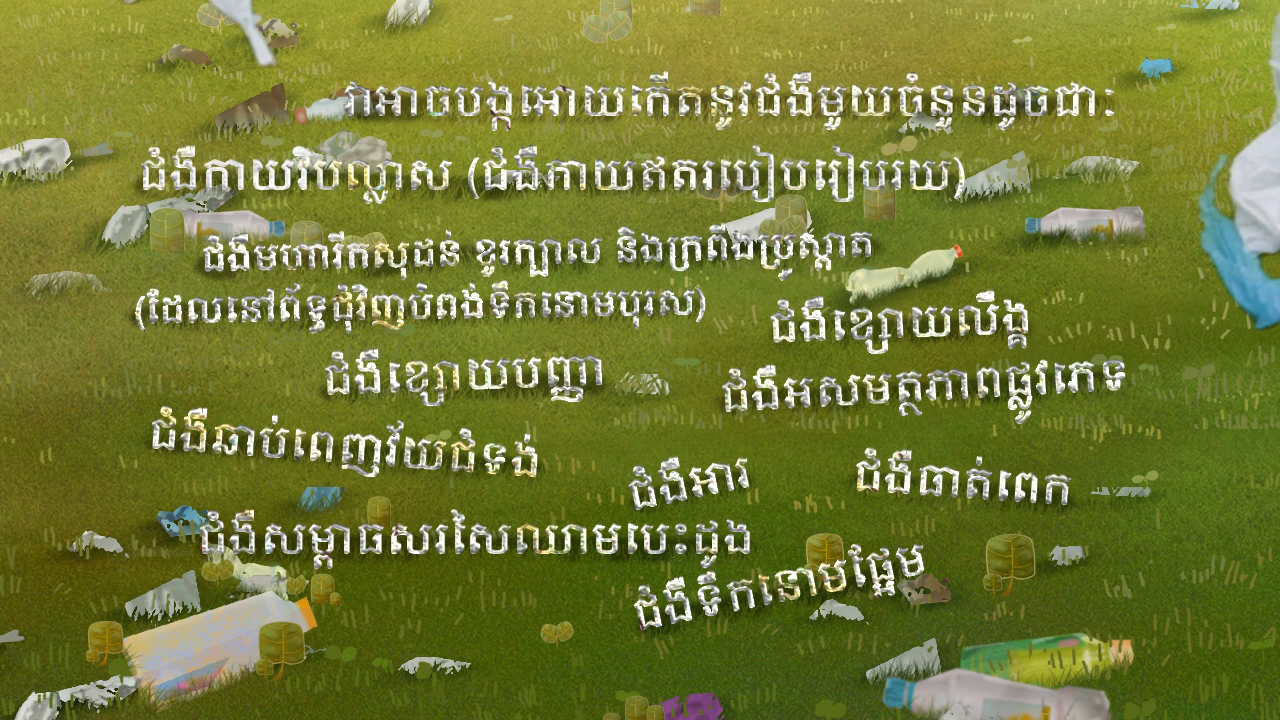 វាអាចបង្កអោយកើតនូវជំងឺមួយចំនួនដូចជា:
ជំងឺកាយវិបល្លាស (ជំងឺកាយឥតរបៀបរៀបរយ)
ជំងឺមហារីកសុដន់ ខួរក្បាល និងក្រពេញប្រូស្តាត
(ដែលនៅព័ទ្ធជុំវិញបំពង់ទឹកនោមបុរស)
ជំងឺខ្សោយលឹង្គ
ជំងឺខ្សោយបញ្ញា
ជំងឺអសមត្ថភាពផ្លូវភេទ
ជំងឺឆាប់ពេញវ័យជំទង់
ជំងឺអារ
ជំងឺធាត់ពេក
ជំងឺសម្ពាធសរសៃឈាមបេះដូង
ជំងឺទឹកនោមផ្អែម